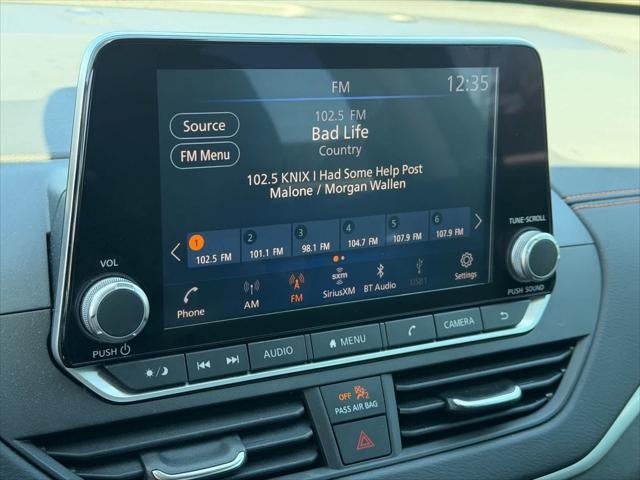 FM
12:35
Source
FM Menu
102.5 FM
Bad Life
Country
102.5 KNIX I Had Some Help Post
Malone / Morgan Wallen
1
102.5 FM
2
101.1 FM
3
98.1 FM
4
104.7 FM
5
107.9 FM
6
107.9 FM
Phone
AM
FM
sxm
SiriusXM
BT Audio
USB1
Settings
VOL
PUSH
TUNE·SCROLL
PUSH SOUND
AUDIO
MENU
CAMERA
OFF 2
PASS AIR BAG